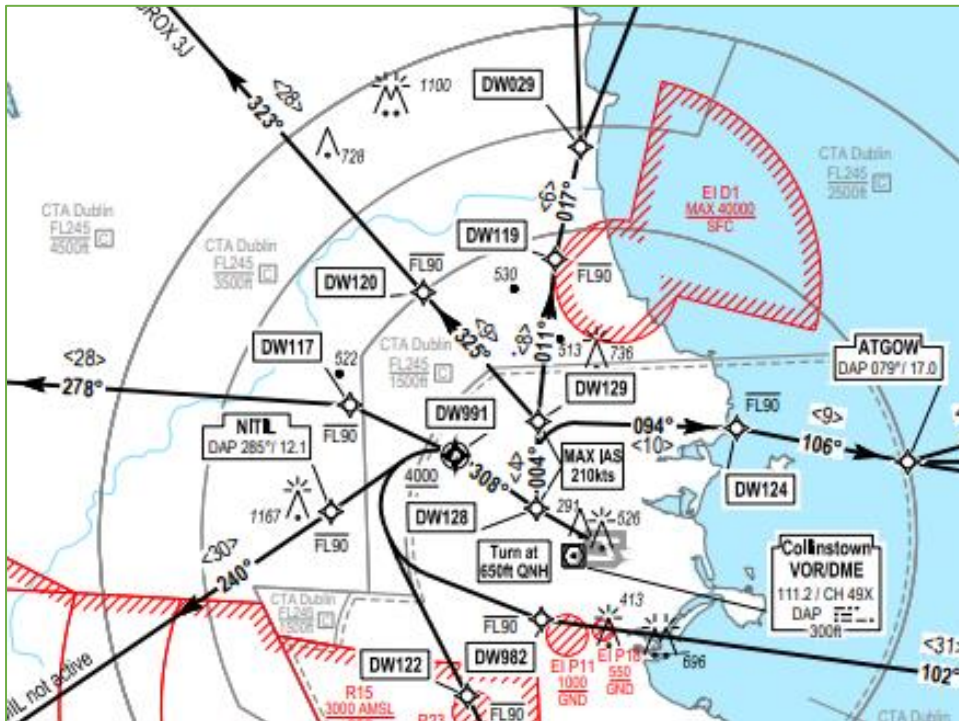 3J
<28>
323°
1100
728
DW029
CTA Dublin
FL245
4500ft C
CTA Dublin
FL245
3500ft C
CTA Dublin
FL245
2500ft C
EI D1
MAX 40000
SFC
<6>
017°
DW119
FL90
530
DW120
FL90
<9>
325°
<8>
011°
513
736
CTA Dublin
FL245
1500ft C
DW117
622
<28>
278°
FL90
DW129
ATGOW
DAP 079°/ 17.0
DW991
NITIL
DAP 285°/ 12.1
4000
308°
<4>
004°
MAX IAS
210kts
094°
<10>
FL90
<9>
106°
DW124
DW128
291
526
1167
FL90
<30>
240°
Turn at
650ft QNH
Collinstown
VOR/DME
111.2 / CH 49X
DAP
300ft
CTA Dublin
FL245
1500ft C
413
FL90
DW122
DW982
EI P11
1000
GND
EI P18
550
GND
696
<31>
102°
not active
R15
3000 AMSL
R23
FL90
CTA Dublin